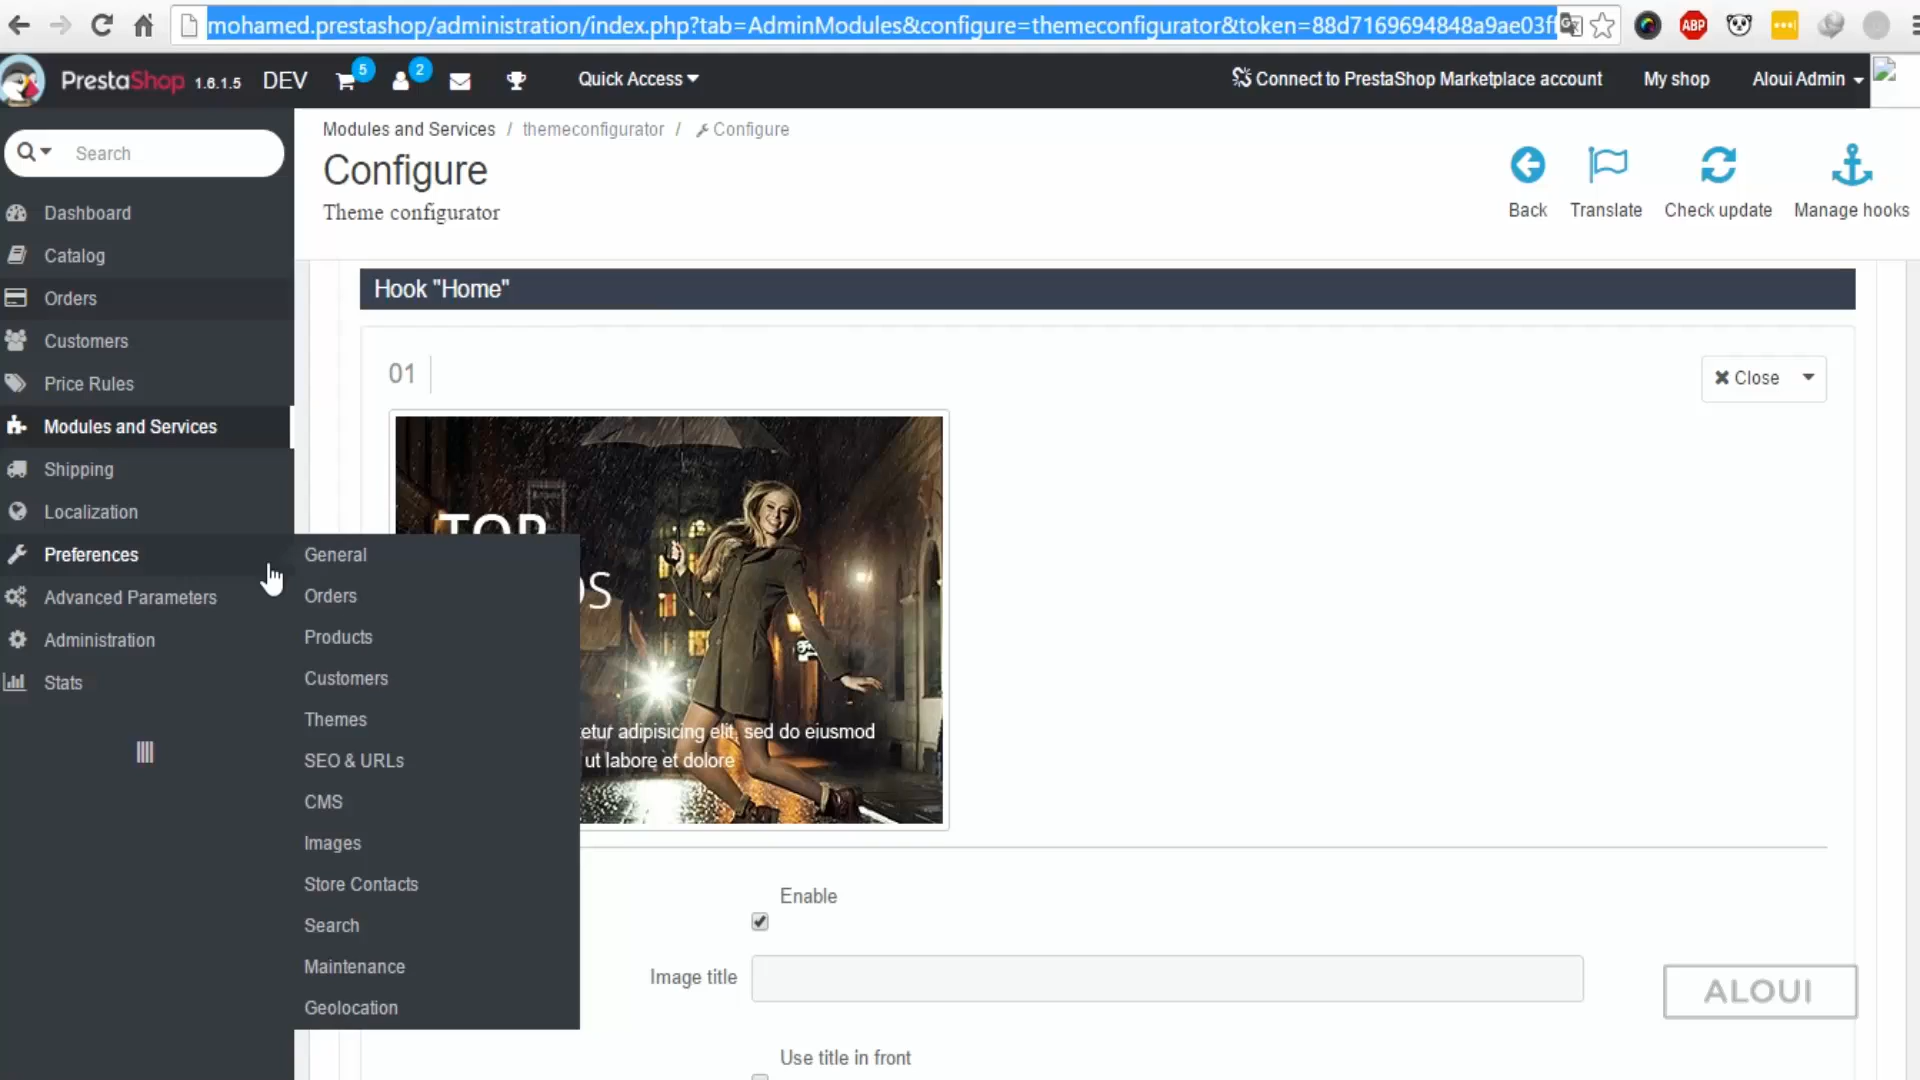 mohamed.prestashop/administration/index.php?tab=AdminModules&configure=themeconfigurator&token=88d7169694848a9ae03ff
ABP
PrestaShop 1.6.1.5 DEV 5 2 Quick Access Connect to PrestaShop Marketplace account My shop Aloui Admin
Search
Modules and Services / themeconfigurator / Configure
Configure
Theme configurator
Back Translate Check update Manage hooks
Dashboard
Catalog
Orders
Customers
Price Rules
Modules and Services
Shipping
Localization
Preferences
Advanced Parameters
Administration
Stats
General
Orders
Products
Customers
Themes
SEO & URLs
CMS
Images
Store Contacts
Search
Maintenance
Geolocation
Hook "Home"
01
Close
TOP
etur adipisicing elit, sed do eiusmod
ut labore et dolore
Enable
Image title
Use title in front
ALOUI